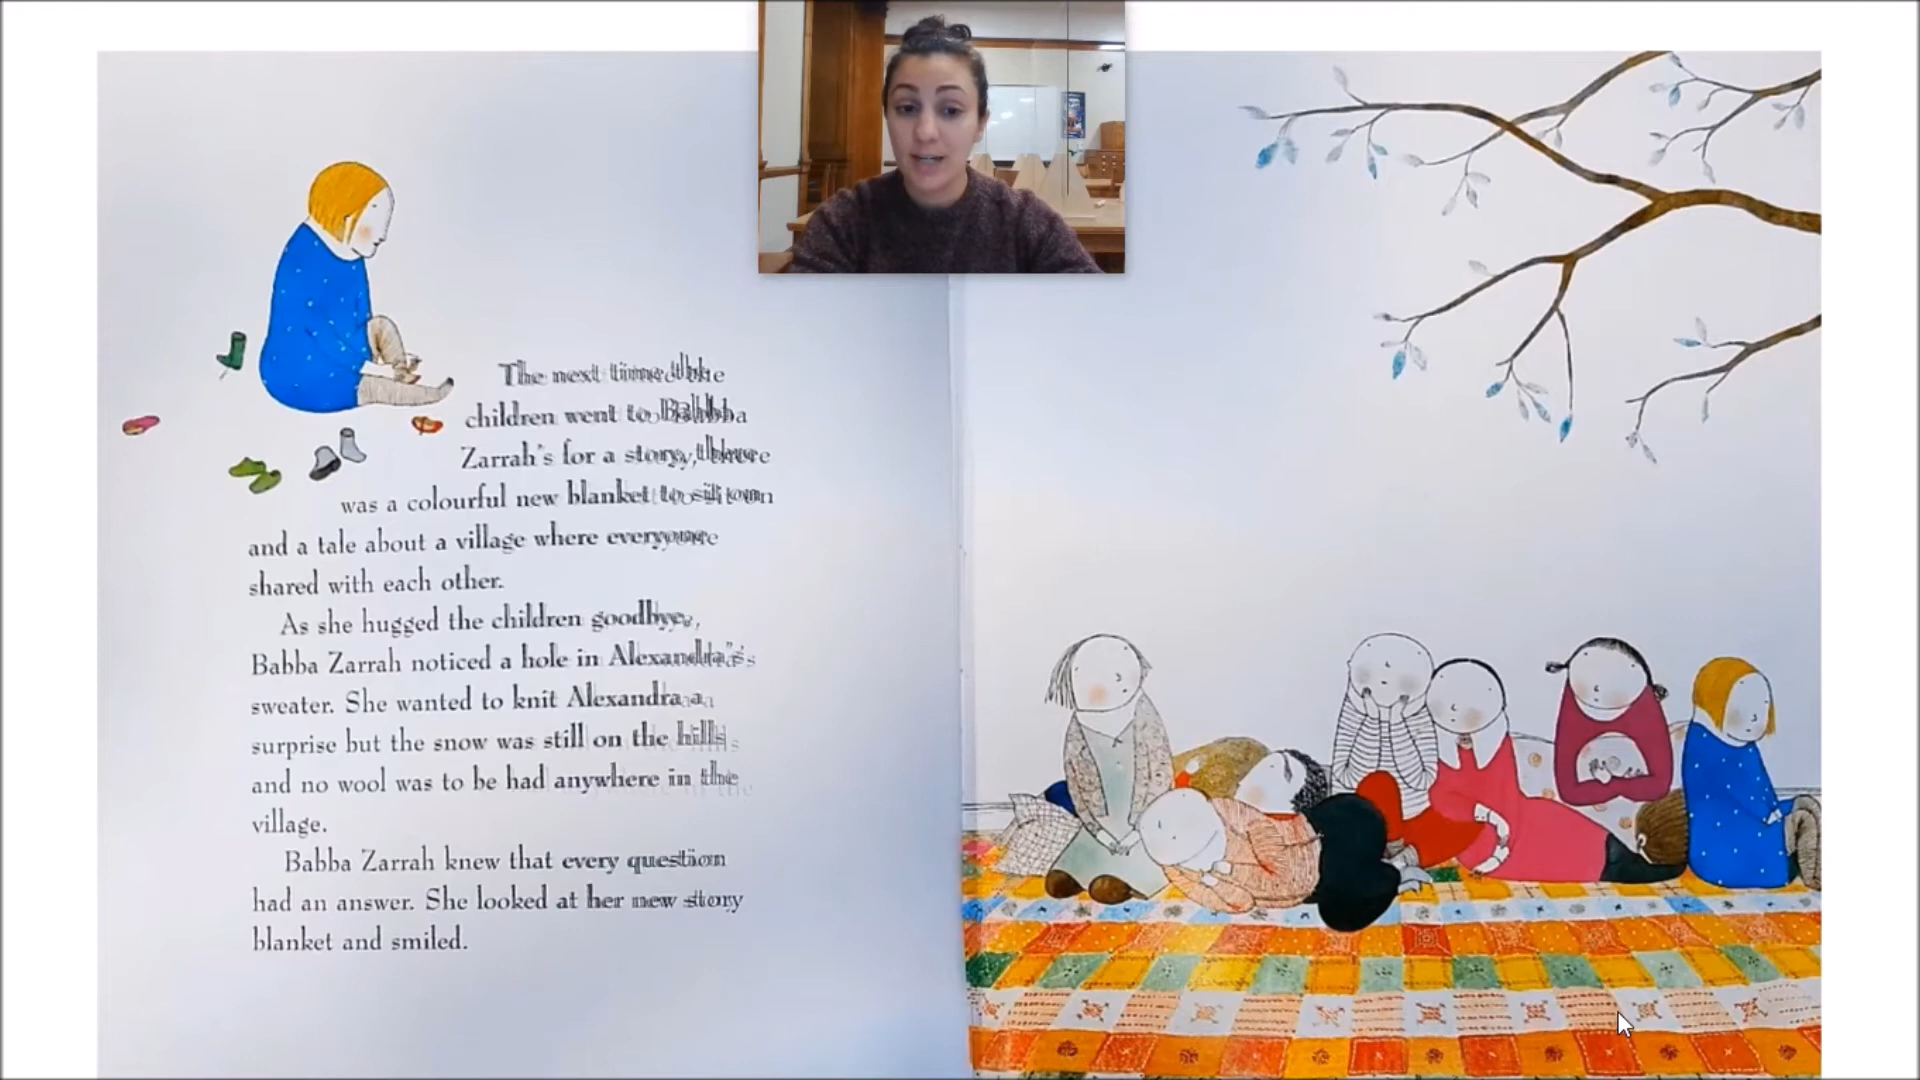 The next time the
children went to Babba
Zarrah's for a story, there
was a colourful new blanket to sit on
and a tale about a village where everyone
shared with each other.
As she hugged the children goodbye,
Babba Zarrah noticed a hole in Alexandra's
sweater. She wanted to knit Alexandra a
surprise but the snow was still on the hills
and no wool was to be had anywhere in the
village.
Babba Zarrah knew that every question
had an answer. She looked at her new story
blanket and smiled.